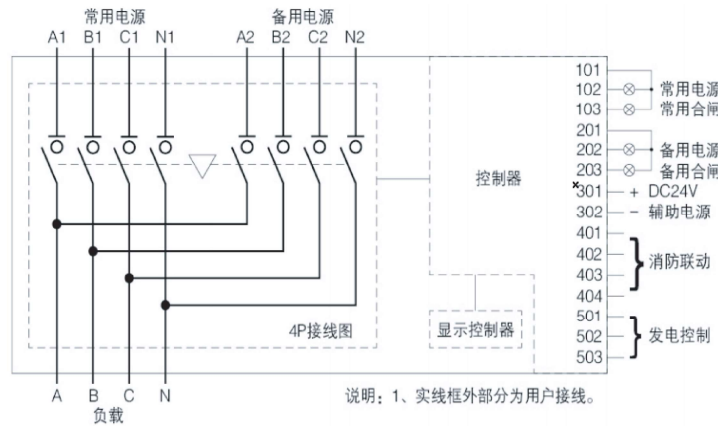 常用电源 备用电源
A1 B1 C1 N1 A2 B2 C2 N2
101
102 常用电源
103 常用合闸
201
202 备用电源
203 备用合闸
控制器
301 + DC24V
302 - 辅助电源
401
402
消防联动
403
404
501
显示控制器
502 发电控制
503
4P接线图
A B C N
负载
说明：1、实线框外部分为用户接线。